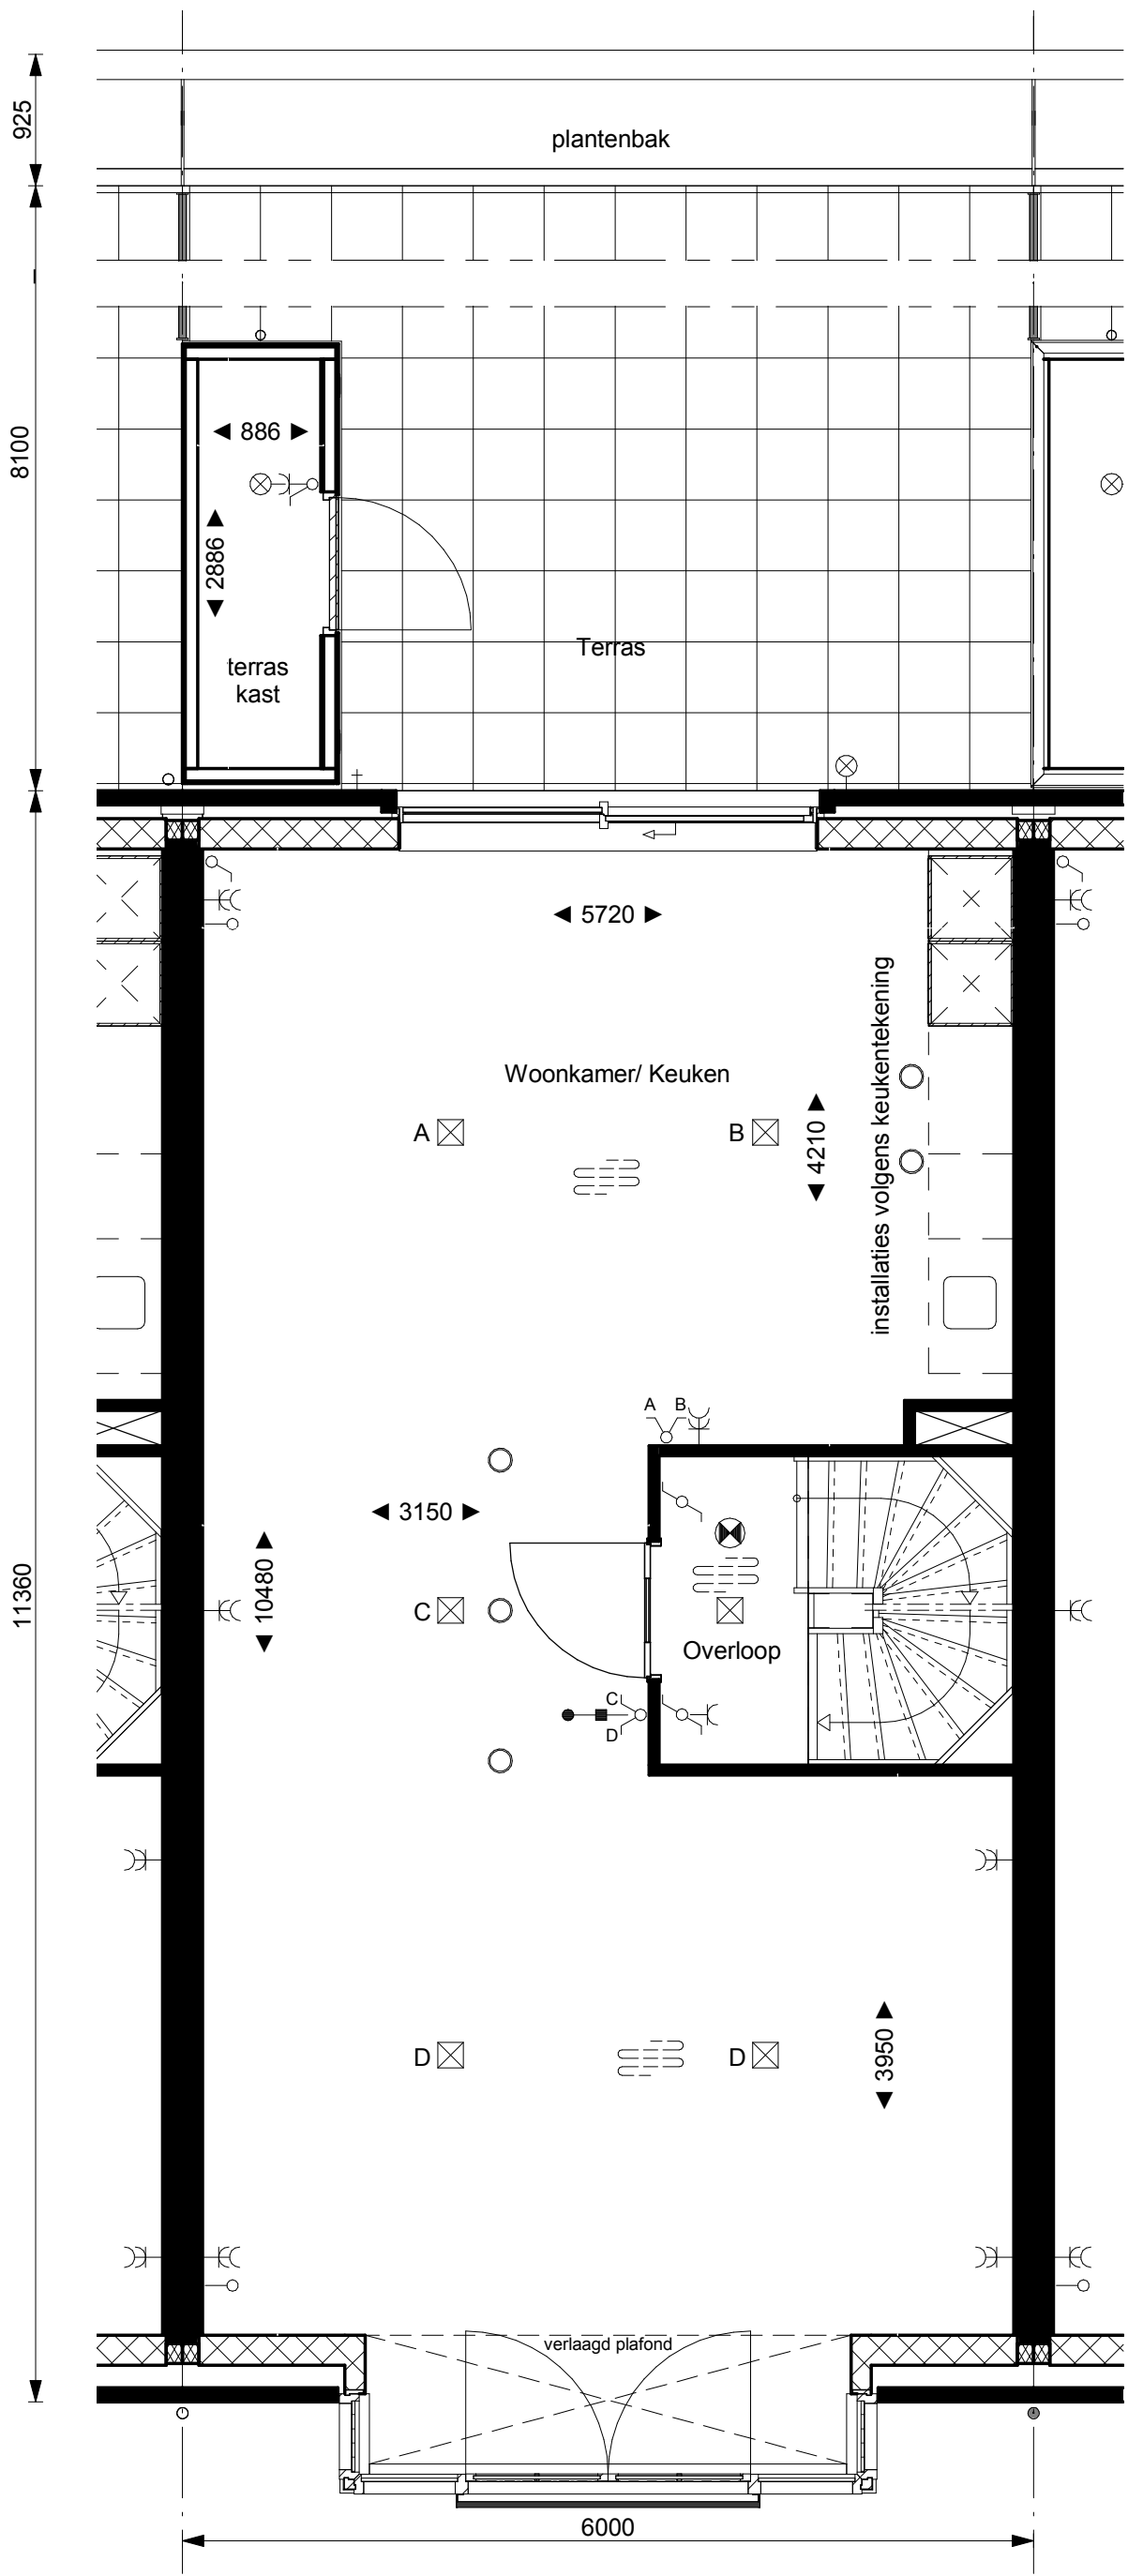 925
plantenbak
8100
886
2886
terras
kast
Terras
5720
installaties volgens keukentekening
Woonkamer/ Keuken
A
B
4210
A B
3150
11360
10480
C
Overloop
C
D
D
D
3950
verlaagd plafond
6000